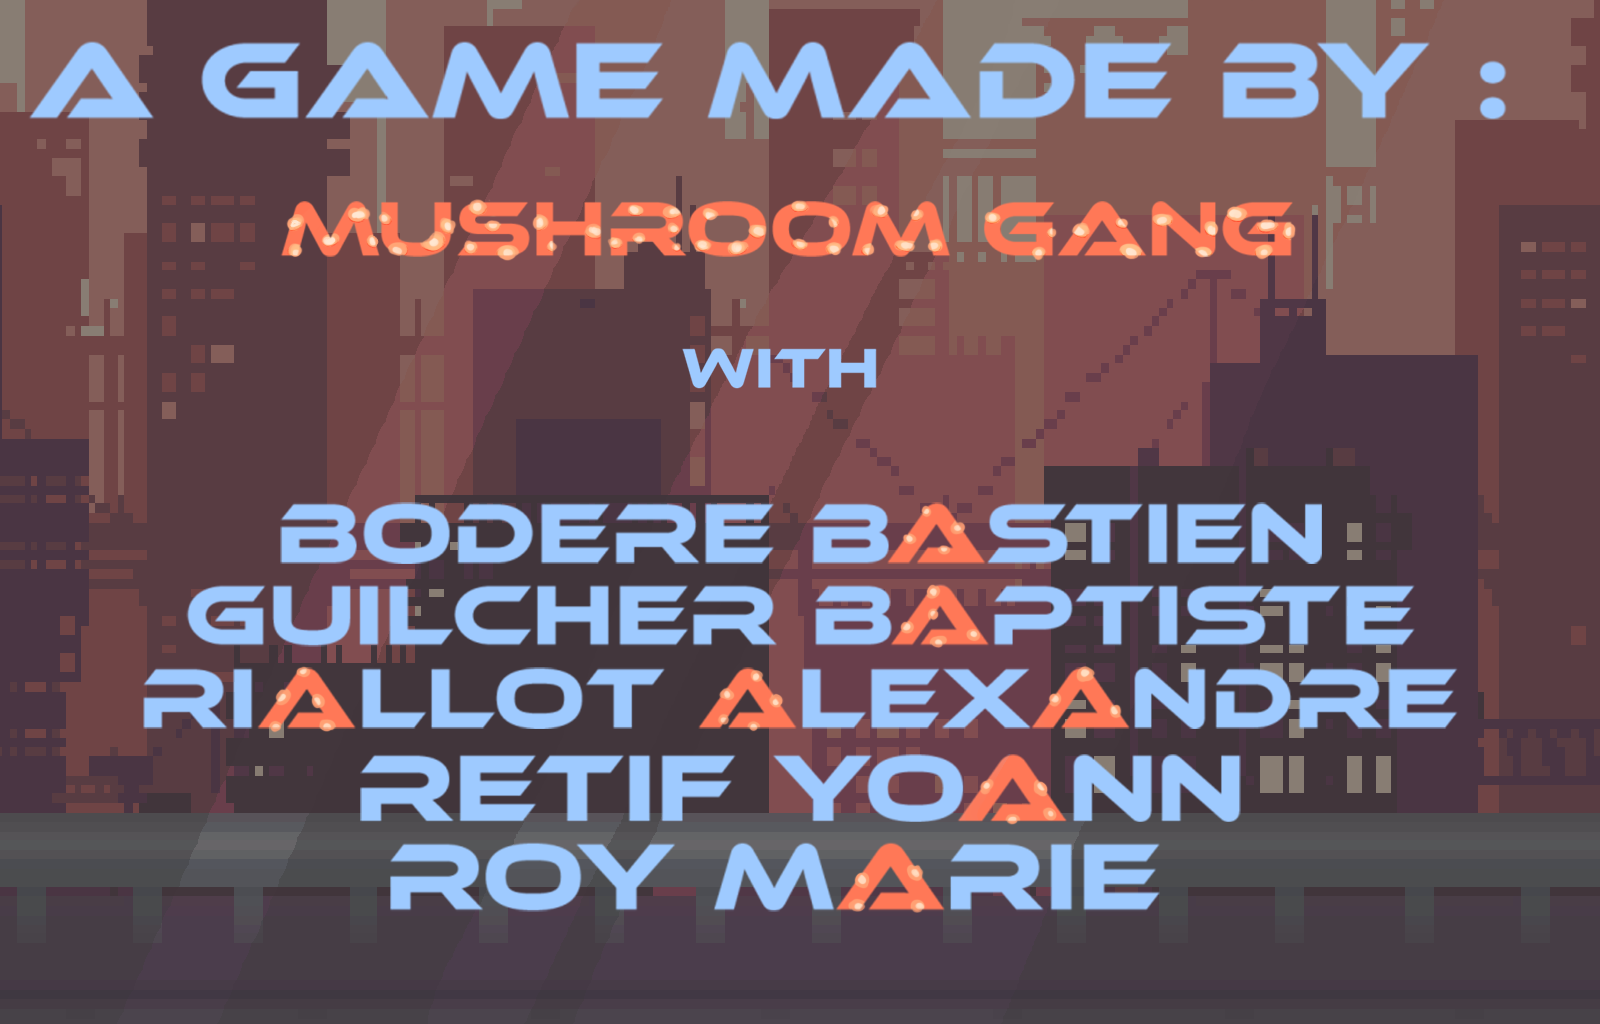 A GAME MADE BY :
MUSHROOM GANG
WITH
BODERE BASTIEN
GUILCHER BAPTISTE
RIALLOT ALEXANDRE
RETIF YOANN
ROY MARIE